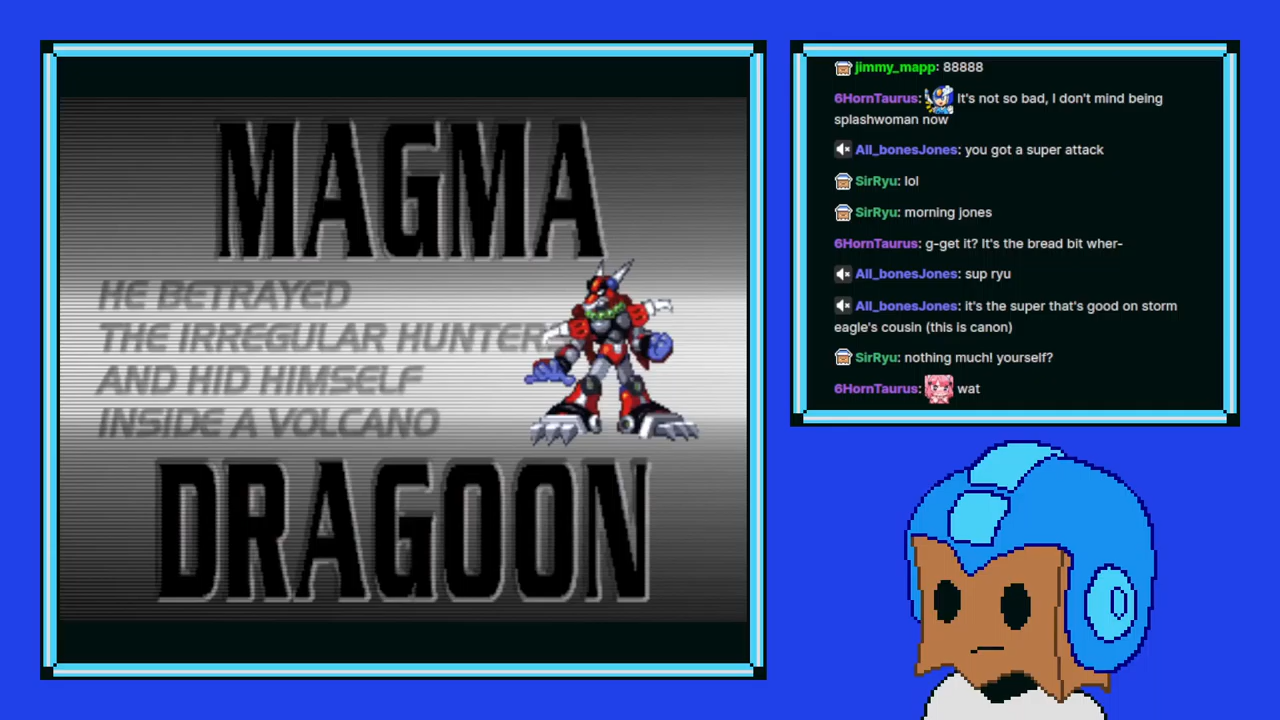 MAGMA
HE BETRAYED
THE IRREGULAR HUNTERS
AND HID HIMSELF
INSIDE A VOLCANO
DRAGOON
jimmy_mapp: 88888
6HornTaurus: It's not so bad, I don't mind being
splashwoman now
All_bonesJones: you got a super attack
SirRyu: lol
SirRyu: morning jones
6HornTaurus: g-get it? It's the bread bit wher-
All_bonesJones: sup ryu
All_bonesJones: it's the super that's good on storm
eagle's cousin (this is canon)
SirRyu: nothing much! yourself?
6HornTaurus: wat